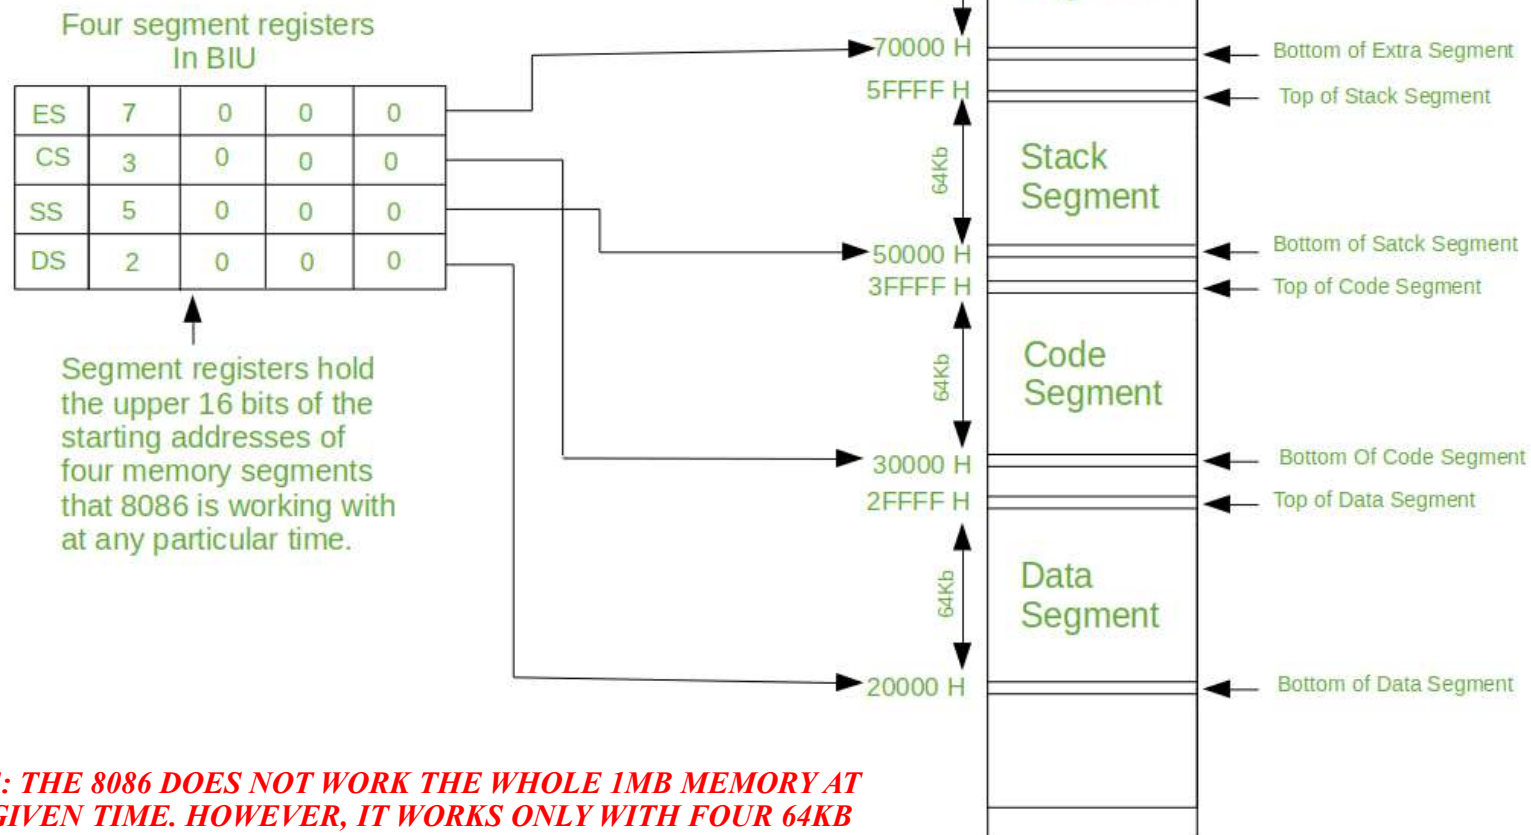 Four segment registers
In BIU
ES 7 0 0 0
CS 3 0 0 0
SS 5 0 0 0
DS 2 0 0 0
Segment registers hold
the upper 16 bits of the
starting addresses of
four memory segments
that 8086 is working with
at any particular time.
70000 H
Bottom of Extra Segment
5FFFF H
Top of Stack Segment
64Kb
Stack
Segment
50000 H
Bottom of Satck Segment
3FFFF H
Top of Code Segment
64Kb
Code
Segment
30000 H
Bottom Of Code Segment
2FFFF H
Top of Data Segment
64Kb
Data
Segment
20000 H
Bottom of Data Segment
: THE 8086 DOES NOT WORK THE WHOLE 1MB MEMORY AT
GIVEN TIME. HOWEVER, IT WORKS ONLY WITH FOUR 64KB